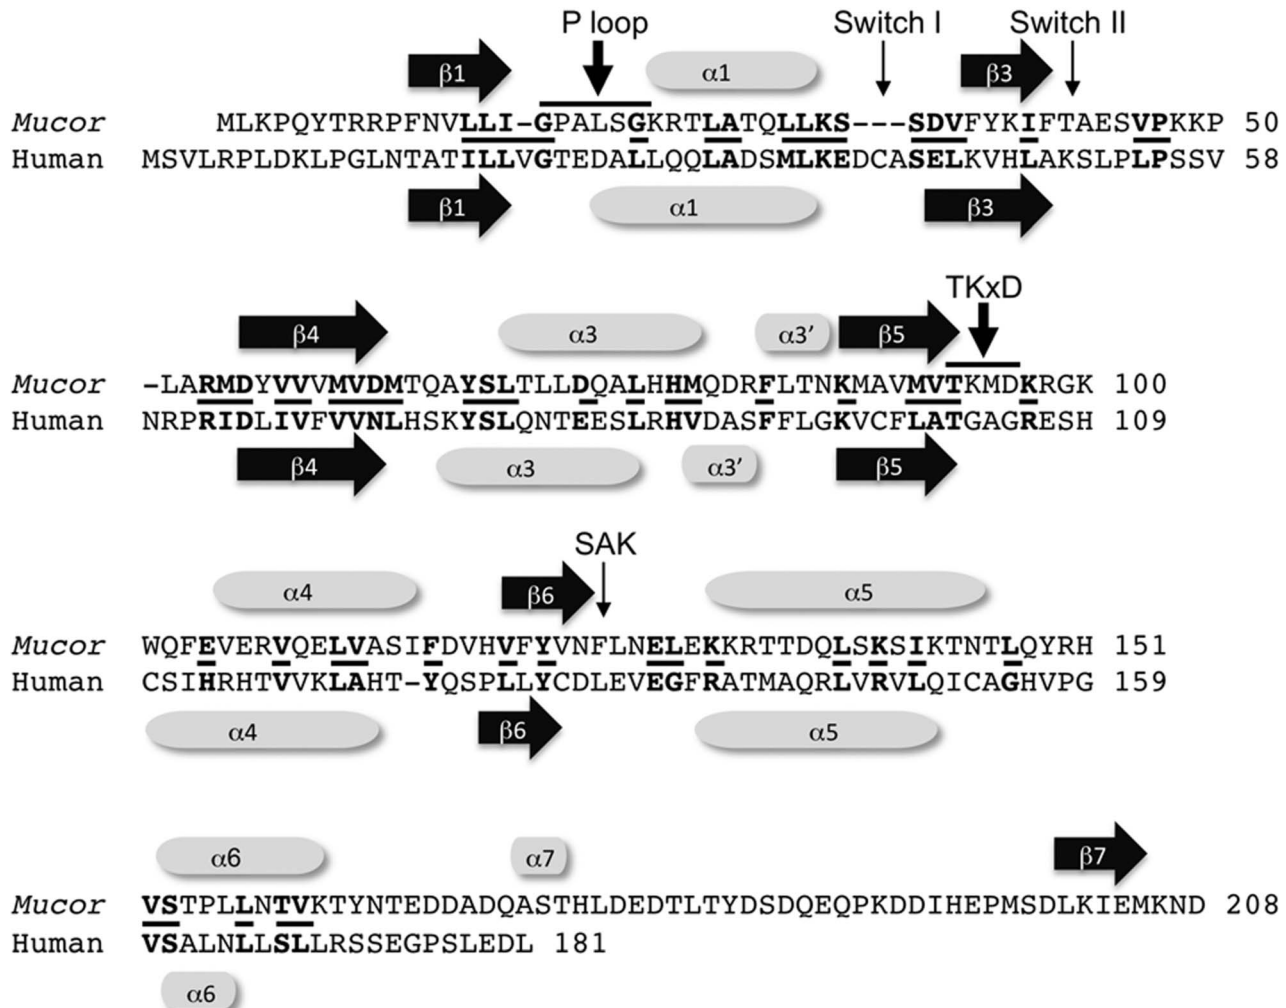 P loop Switch I Switch II
β1 α1 β3
Mucor MLKPQYTRRPFNVLLI-GPALSGKRTLATQLLKS---SDVFYKIFTAESVPKKP 50
Human MSVLRPLDKLPGLNTATILLVGTEDALLQQLADSMLKEDCASELKVHLAKSLPLPSSV 58
β1 α1 β3
TKxD
β4 α3 α3’ β5
Mucor -LARMDYVVVMVDMTQAYSLTLLDQALHHMQDRFLTNKMAVMVTKMDKRGK 100
Human NRPRIDLIVFVVNLHSKYSLQNTEESLRHVDASFFLGKVCFLATGAGRESH 109
β4 α3 α3’ β5
SAK
α4 β6 α5
Mucor WQFEVERVQELVASIFDVHVFYVNFLNELEKKRTTDQLSKSIKTNTLQYRH 151
Human CSIHRHTVVKLAHT-YQSPLLYCDLEVEGFRATMAQRLVRVLQICAGHVPG 159
α4 β6 α5
α6 α7 β7
Mucor VSTPLLNTVKTYNTEDDADQASTHLDEDTLTYDSDQEQPKDDIHEPMSDLKIEMKND 208
Human VSALNLLSLLRSSEGPSLEDL 181
α6